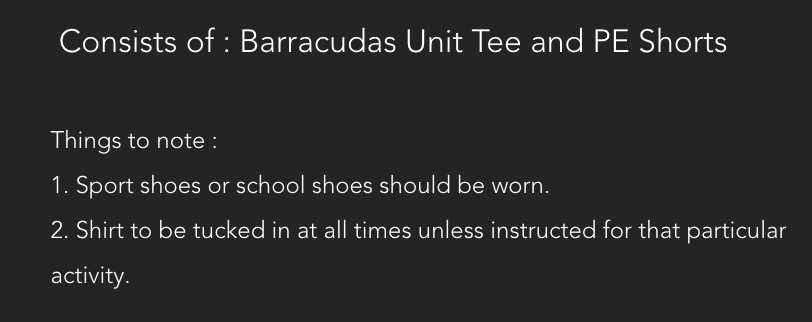 Consists of : Barracudas Unit Tee and PE Shorts
Things to note :
1. Sport shoes or school shoes should be worn.
2. Shirt to be tucked in at all times unless instructed for that particular
activity.